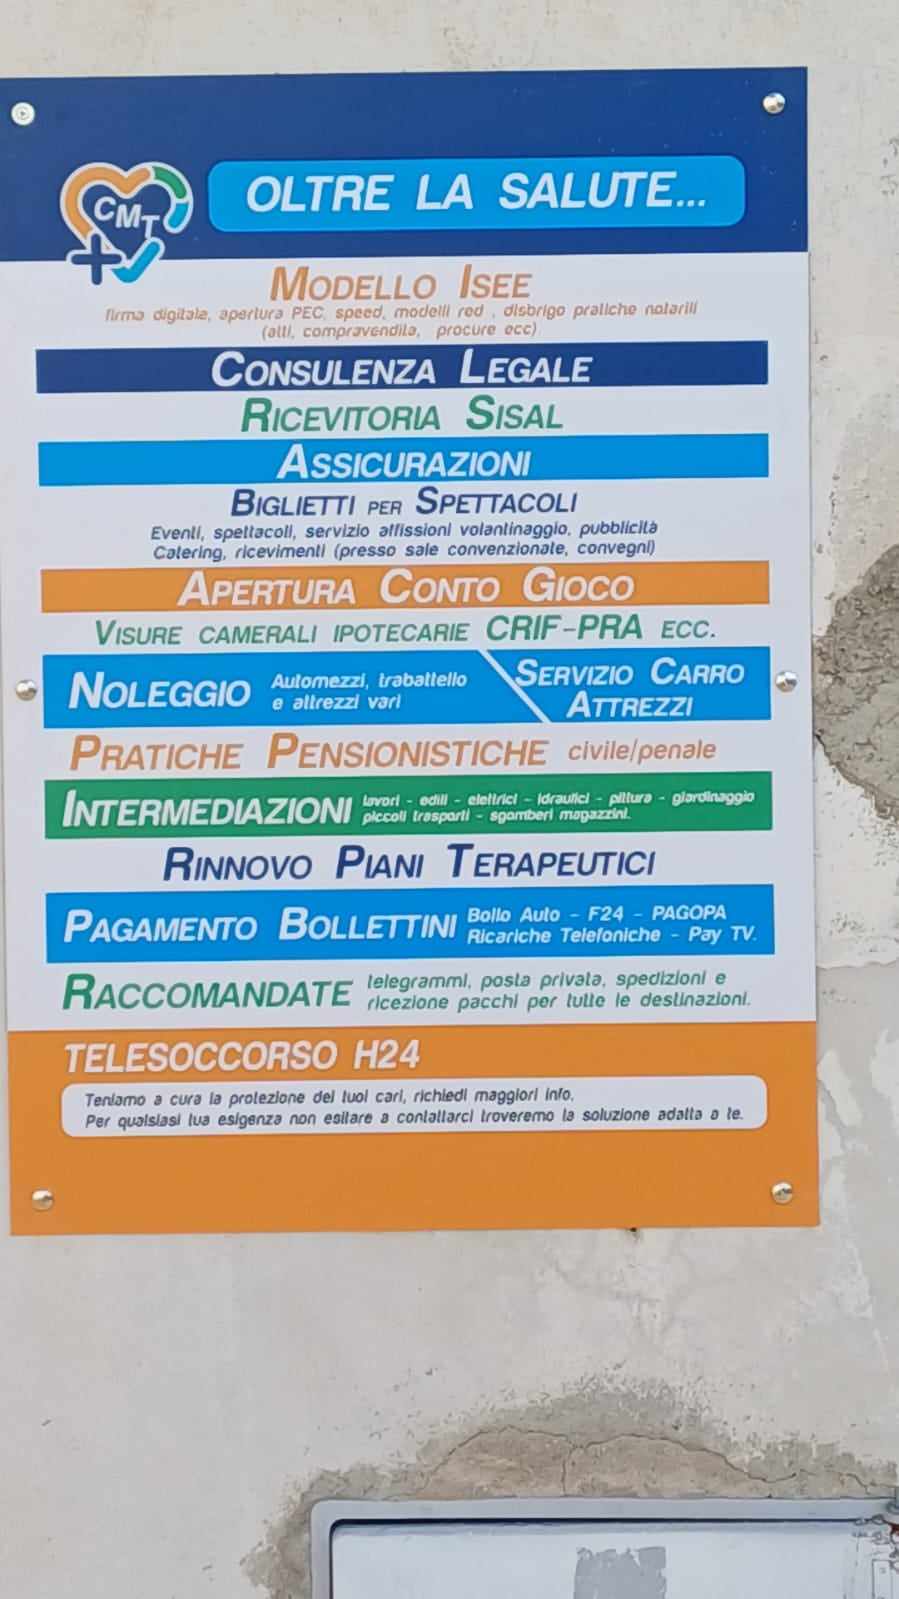 CMT
OLTRE LA SALUTE...
MODELLO ISEE
firma digitale, apertura PEC, speed, modelli red , disbrigo pratiche notarili
(atti, compravendita, procure ecc)
CONSULENZA LEGALE
RICEVITORIA SISAL
ASSICURAZIONI
BIGLIETTI PER SPETTACOLI
Eventi, spettacoli, servizio affissioni volantinaggio, pubblicità
Catering, ricevimenti (presso sale convenzionate, convegni)
APERTURA CONTO GIOCO
VISURE CAMERALI IPOTECARIE CRIF-PRA ECC.
NOLEGGIO Automezzi, trabattello
e attrezzi vari
SERVIZIO CARRO
ATTREZZI
PRATICHE PENSIONISTICHE civile/penale
INTERMEDIAZIONI lavori - edili - elettrici - idraulici - pittura - giardinaggio
piccoli trasporti - sgomberi magazzini.
RINNOVO PIANI TERAPEUTICI
PAGAMENTO BOLLETTINI Bollo Auto - F24 - PAGOPA
Ricariche Telefoniche - Pay TV.
RACCOMANDATE telegrammi, posta privata, spedizioni e
ricezione pacchi per tutte le destinazioni.
TELESOCCORSO H24
Teniamo a cura la protezione dei tuoi cari, richiedi maggiori info.
Per qualsiasi tua esigenza non esitare a contattarci troveremo la soluzione adatta a te.